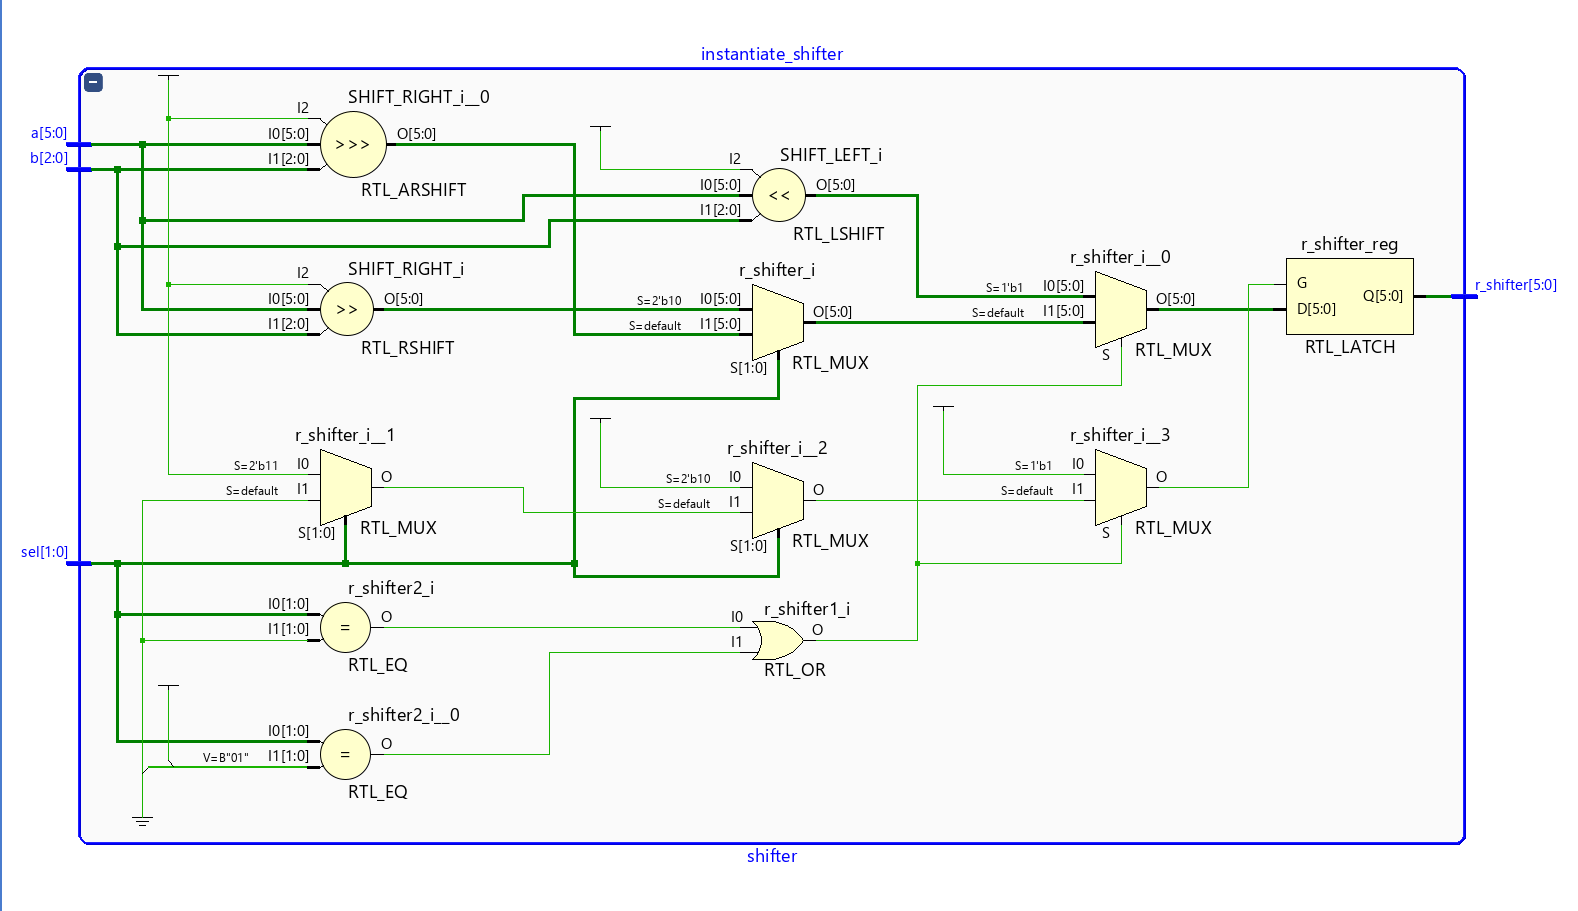 instantiate_shifter
SHIFT_RIGHT_i__0
I2
a[5:0]
I0[5:0]
>>>
O[5:0]
b[2:0]
I1[2:0]
RTL_ARSHIFT
SHIFT_LEFT_i
I2
I0[5:0]
<<
O[5:0]
I1[2:0]
RTL_LSHIFT
SHIFT_RIGHT_i
I2
I0[5:0]
>>
O[5:0]
I1[2:0]
RTL_RSHIFT
r_shifter_i
S=2'b10
I0[5:0]
S=default
I1[5:0]
O[5:0]
S[1:0]
RTL_MUX
r_shifter_i__0
S=1'b1
I0[5:0]
S=default
I1[5:0]
O[5:0]
S
RTL_MUX
r_shifter_reg
G
D[5:0]
Q[5:0]
RTL_LATCH
r_shifter[5:0]
r_shifter_i__1
S=2'b11
I0
S=default
I1
O
S[1:0]
RTL_MUX
r_shifter_i__2
S=2'b10
I0
S=default
I1
O
S[1:0]
RTL_MUX
r_shifter_i__3
S=1'b1
I0
S=default
I1
O
S
RTL_MUX
sel[1:0]
r_shifter2_i
I0[1:0]
I1[1:0]
=
O
RTL_EQ
r_shifter1_i
I0
I1
O
RTL_OR
r_shifter2_i__0
I0[1:0]
V=B"01"
I1[1:0]
=
O
RTL_EQ
shifter